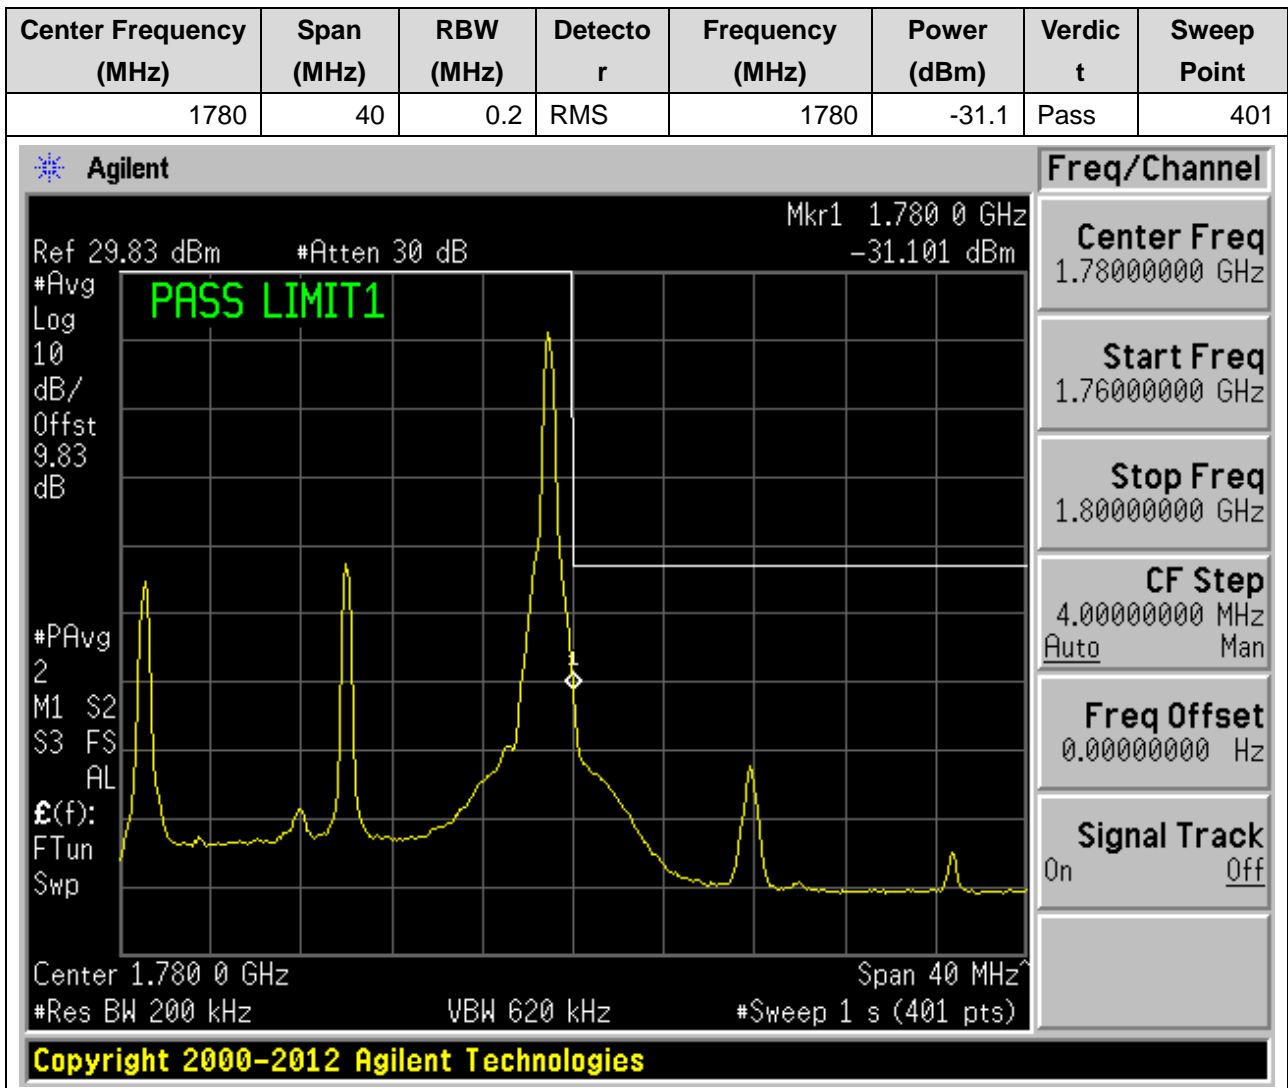 Center Frequency Span RBW Detecto Frequency Power Verdic Sweep
(MHz) (MHz) (MHz) r (MHz) (dBm) t Point
1780 40 0.2 RMS 1780 -31.1 Pass 401
Agilent Freq/Channel
Mkr1 1.780 0 GHz
Ref 29.83 dBm #Atten 30 dB -31.101 dBm
#Avg
Log
10
dB/
Offst
9.83
dB
PASS LIMIT1
1
#PAvg
2
M1 S2
S3 FS
AL
£(f):
FTun
Swp
Center 1.780 0 GHz Span 40 MHz^
#Res BW 200 kHz VBW 620 kHz #Sweep 1 s (401 pts)
Center Freq
1.78000000 GHz
Start Freq
1.76000000 GHz
Stop Freq
1.80000000 GHz
CF Step
4.00000000 MHz
Auto Man
Freq Offset
0.00000000 Hz
Signal Track
On Off
Copyright 2000-2012 Agilent Technologies